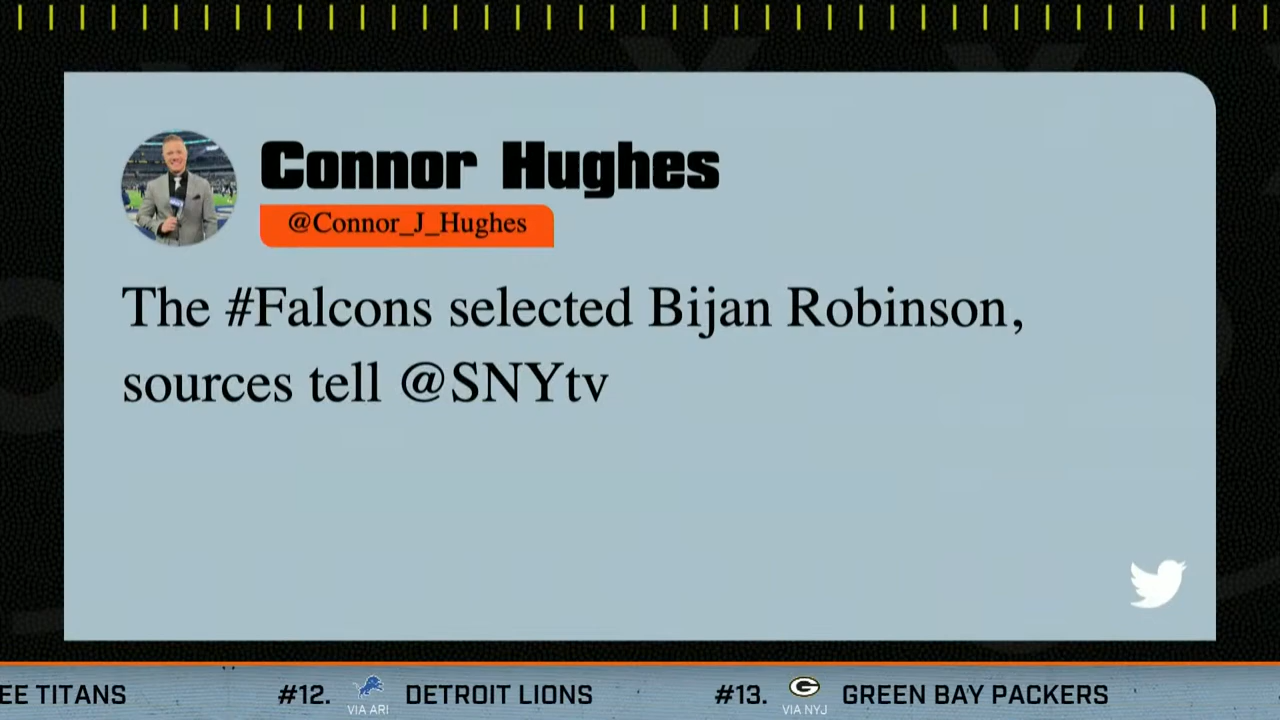 Connor Hughes
@Connor_J_Hughes
The #Falcons selected Bijan Robinson,
sources tell @SNYtv
EE TITANS #12. VIA ARI DETROIT LIONS #13. G VIA NYJ GREEN BAY PACKERS